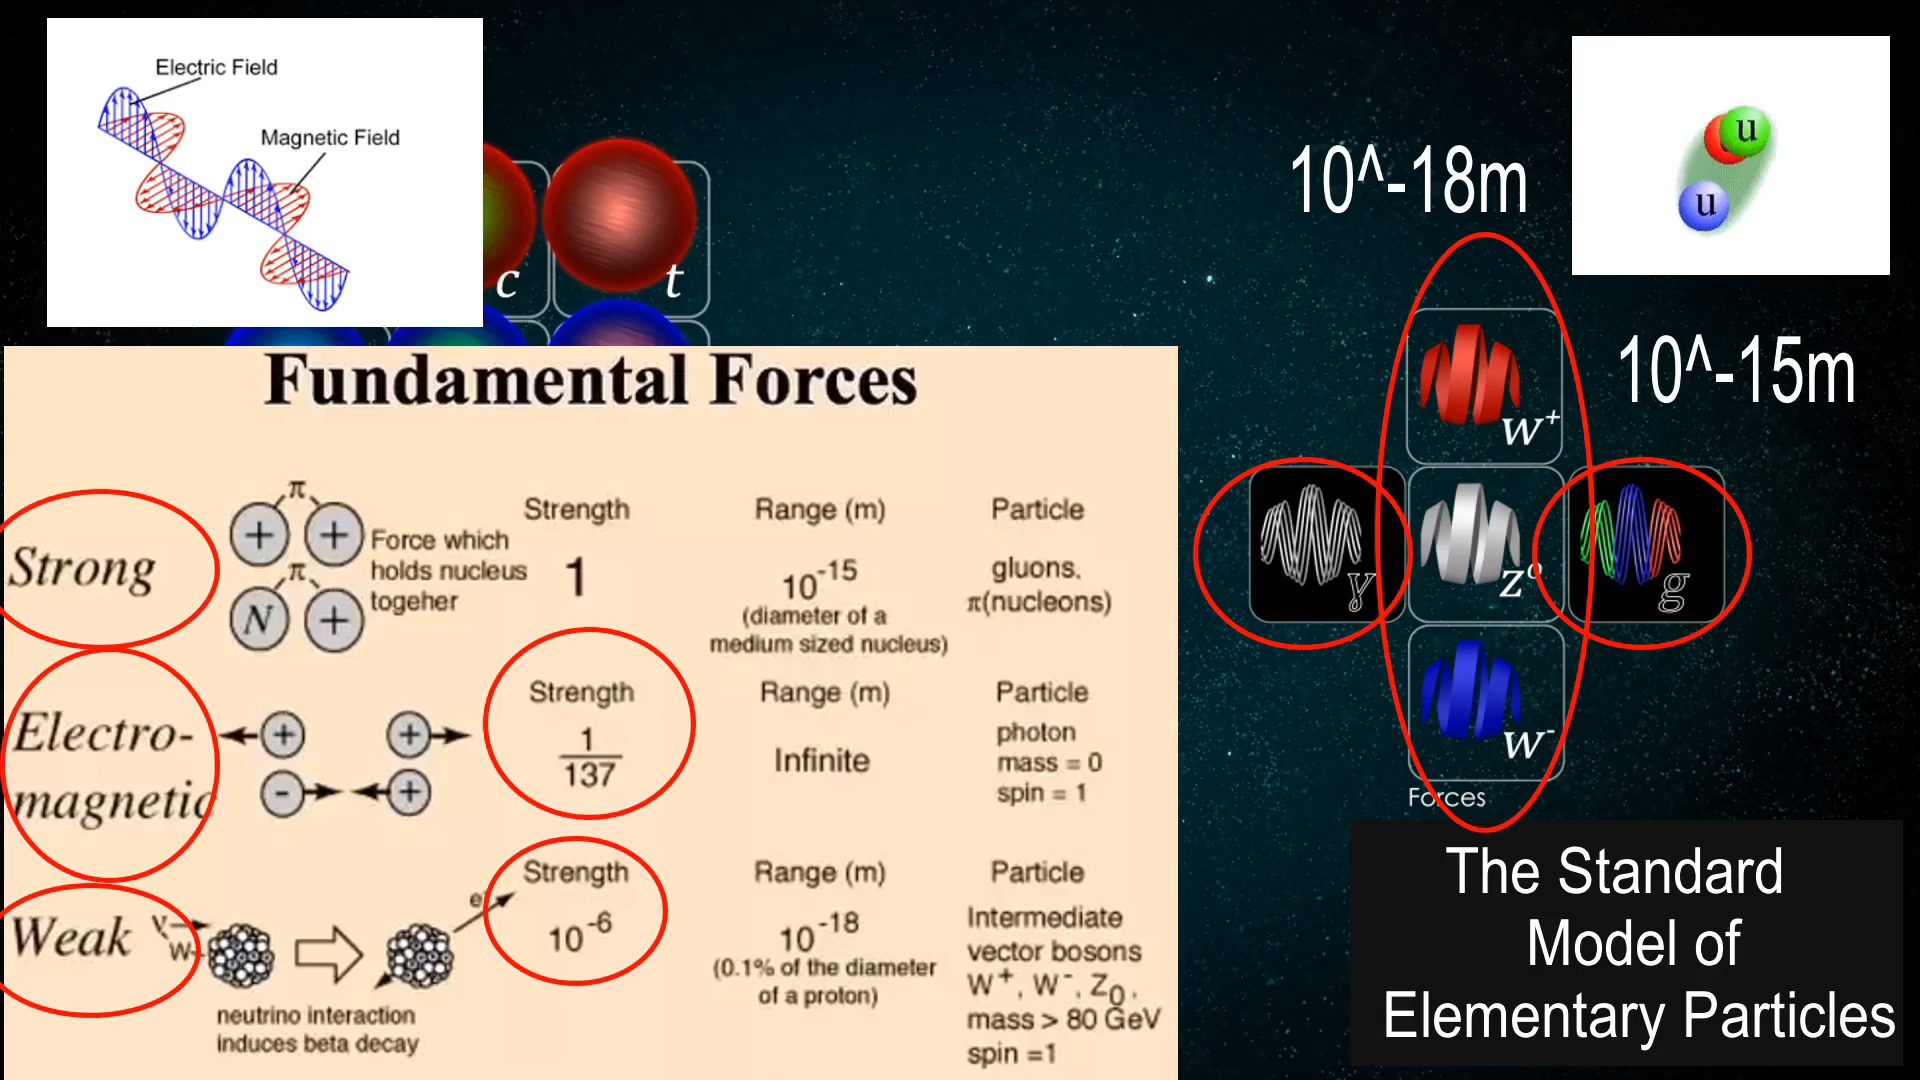 Electric Field
Magnetic Field
c
t
10^-18m
u
u
10^-15m
Fundamental Forces
Strong
π
+ +
π
N +
Force which
holds nucleus
togeher
Strength
1
Range (m)
10^-15
(diameter of a
medium sized nucleus)
Particle
gluons.
π(nucleons)
Electro-
magnetic
+ +
- +
Strength
1
137
Range (m)
Infinite
Particle
photon
mass = 0
spin = 1
Weak
W
e
neutrino interaction
induces beta decay
Strength
10^-6
Range (m)
10^-18
(0.1% of the diameter
of a proton)
Particle
Intermediate
vector bosons
W⁺, W⁻, Z₀,
mass > 80 GeV
spin =1
W⁺
γ
Z⁰
g
W⁻
Forces
The Standard
Model of
Elementary Particles